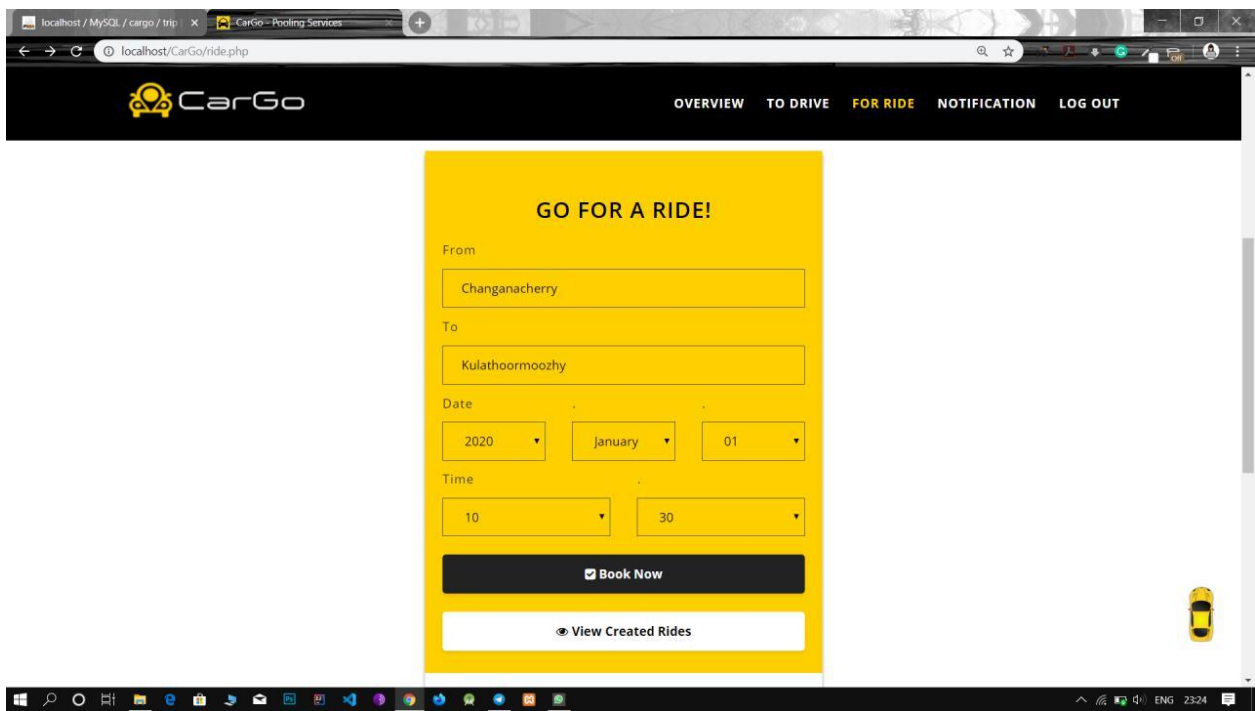 localhost / MySQL / cargo / trip
CarGo - Pooling Services
localhost/CarGo/ride.php
CarGo
OVERVIEW TO DRIVE FOR RIDE NOTIFICATION LOG OUT
GO FOR A RIDE!
From
Changanacherry
To
Kulathoormoozhy
Date . .
2020 January 01
Time .
10 30
Book Now
View Created Rides
ENG 23:24